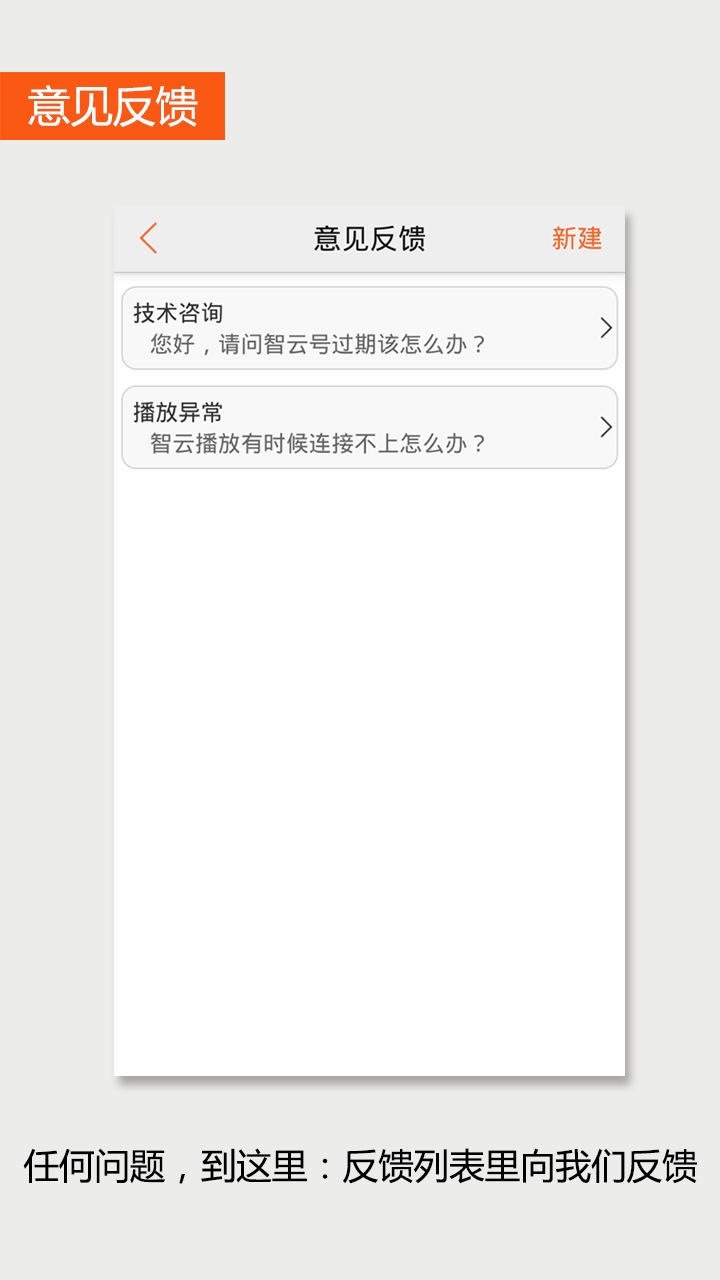 意见反馈
意见反馈
新建
技术咨询
您好，请问智云号过期该怎么办？
播放异常
智云播放有时候连接不上怎么办？
任何问题，到这里：反馈列表里向我们反馈